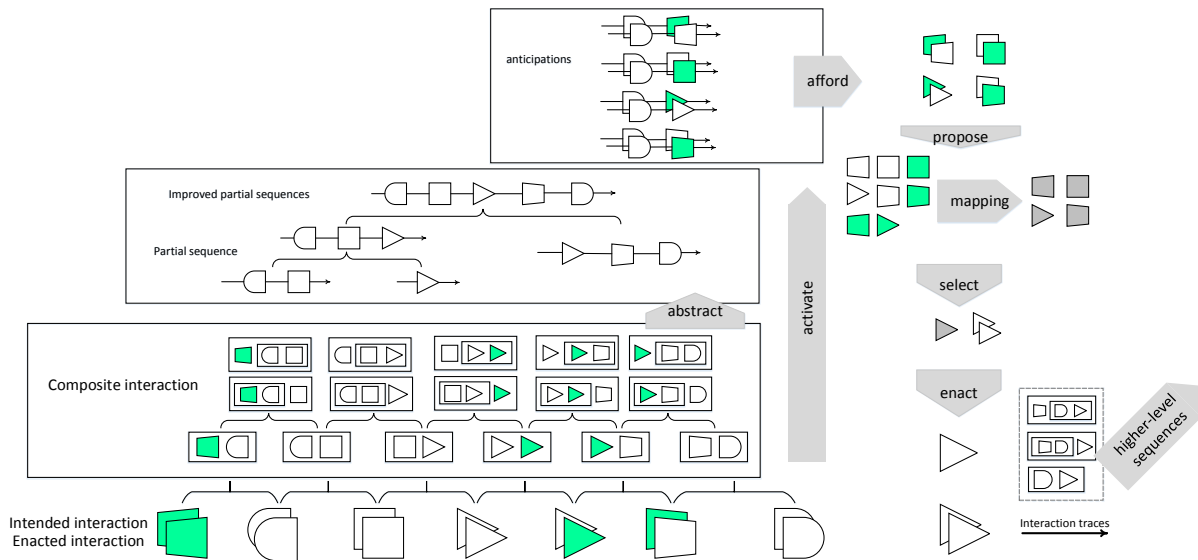 anticipations
afford
propose
Improved partial sequences
mapping
Partial sequence
select
abstract
activate
Composite interaction
enact
higher-level
sequences
Intended interaction
Enacted interaction
Interaction traces